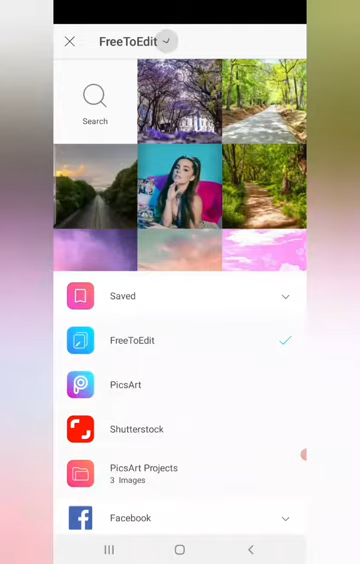 FreeToEdit
Search
Saved
FreeToEdit
PicsArt
Shutterstock
PicsArt Projects
3 Images
Facebook